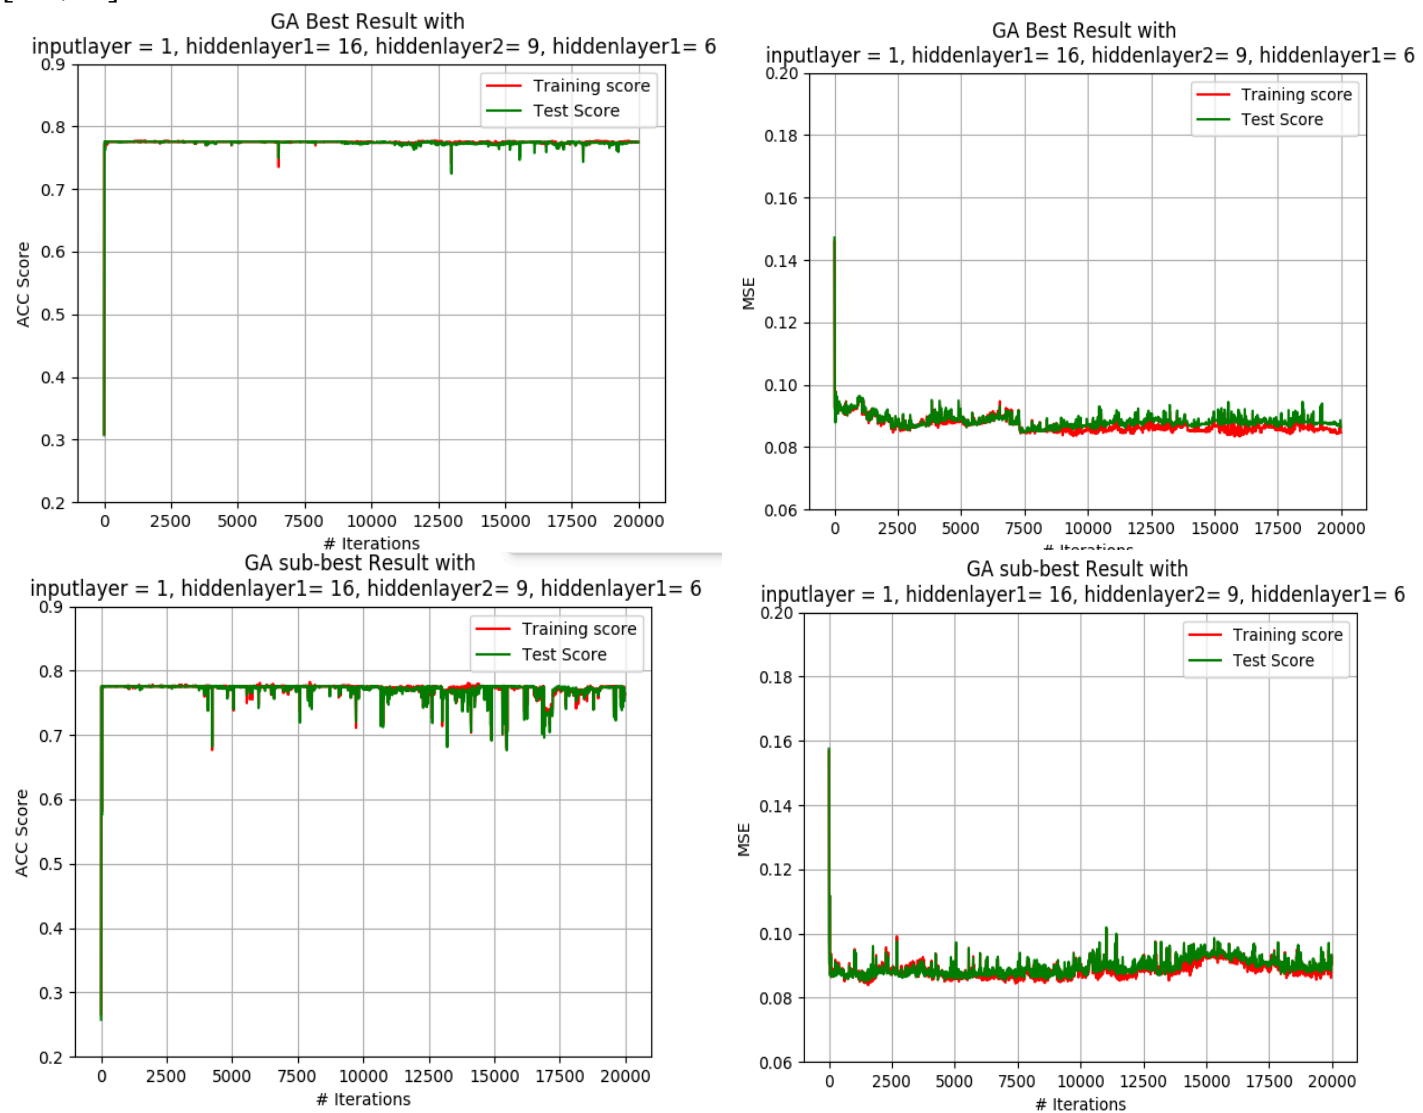 GA Best Result with
inputlayer = 1, hiddenlayer1= 16, hiddenlayer2= 9, hiddenlayer1= 6
0.9
0.8
0.7
0.6
0.5
0.4
0.3
0.2
ACC Score
Training score
Test Score
0 2500 5000 7500 10000 12500 15000 17500 20000
# Iterations
GA Best Result with
inputlayer = 1, hiddenlayer1= 16, hiddenlayer2= 9, hiddenlayer1= 6
0.20
0.18
0.16
0.14
0.12
0.10
0.08
0.06
MSE
Training score
Test Score
0 2500 5000 7500 10000 12500 15000 17500 20000
# Iterations
GA sub-best Result with
inputlayer = 1, hiddenlayer1= 16, hiddenlayer2= 9, hiddenlayer1= 6
0.9
0.8
0.7
0.6
0.5
0.4
0.3
0.2
ACC Score
Training score
Test Score
0 2500 5000 7500 10000 12500 15000 17500 20000
# Iterations
GA sub-best Result with
inputlayer = 1, hiddenlayer1= 16, hiddenlayer2= 9, hiddenlayer1= 6
0.20
0.18
0.16
0.14
0.12
0.10
0.08
0.06
MSE
Training score
Test Score
0 2500 5000 7500 10000 12500 15000 17500 20000
# Iterations